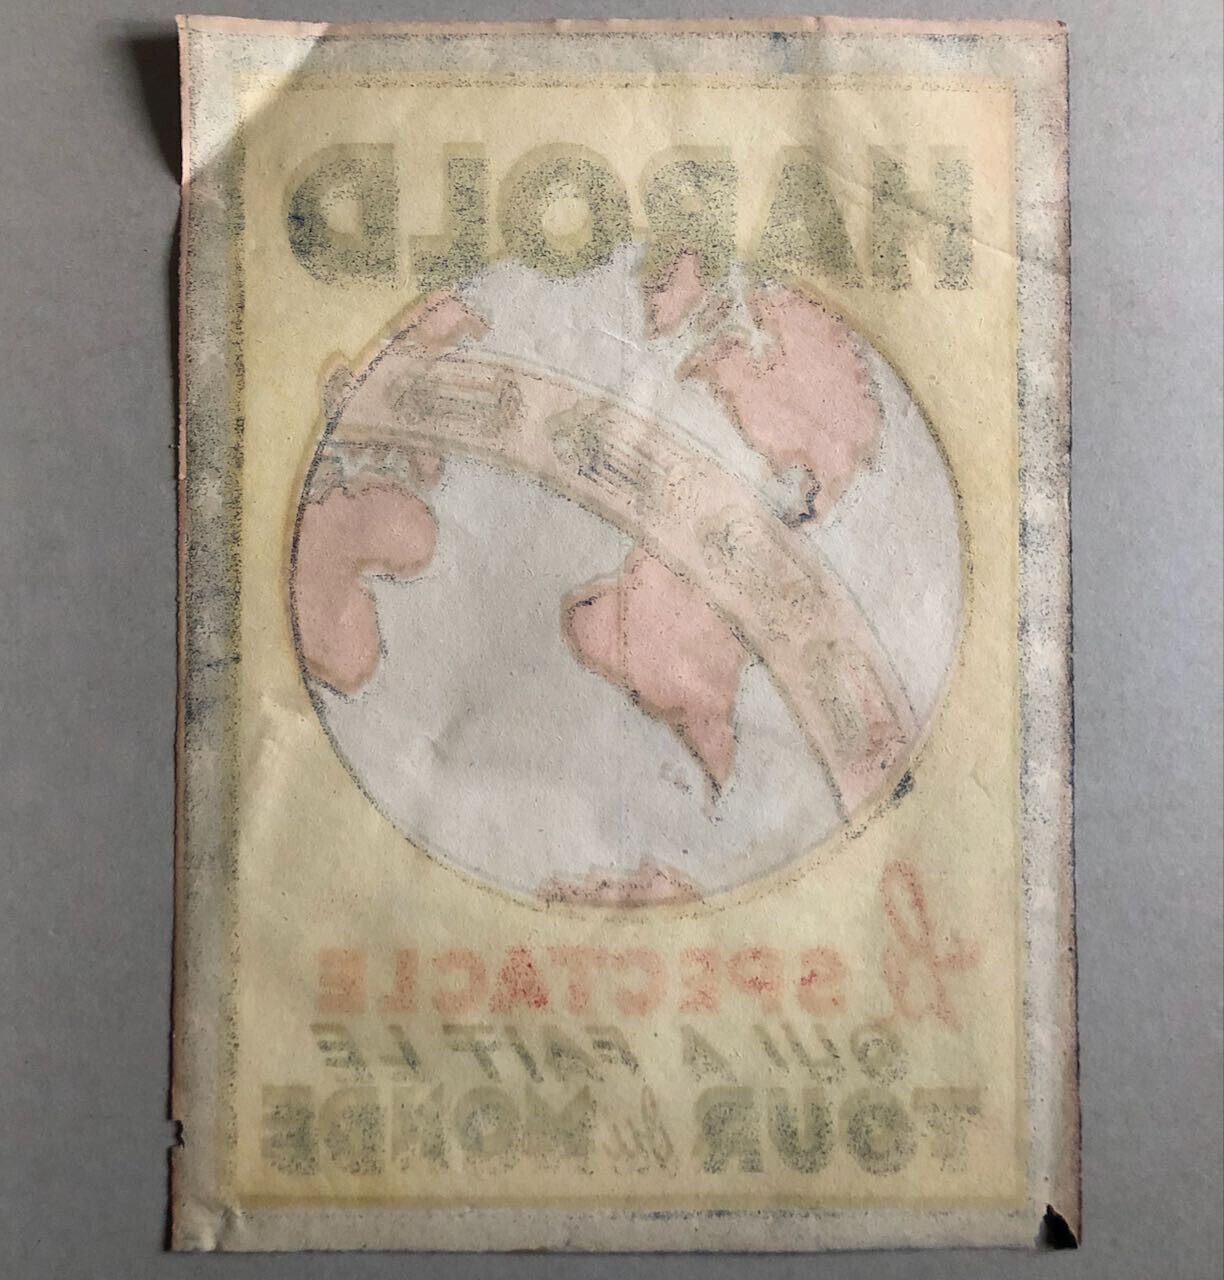 HAROLD
Le SPECTACLE
QUI A FAIT LE
TOUR du MONDE